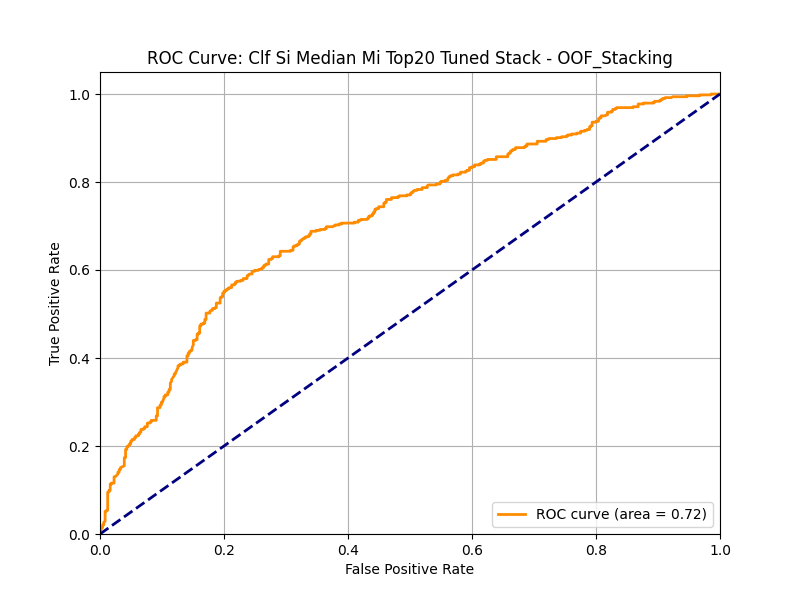 ROC Curve: Clf Si Median Mi Top20 Tuned Stack - OOF_Stacking
True Positive Rate
1.0
0.8
0.6
0.4
0.2
0.0
ROC curve (area = 0.72)
0.0 0.2 0.4 0.6 0.8 1.0
False Positive Rate